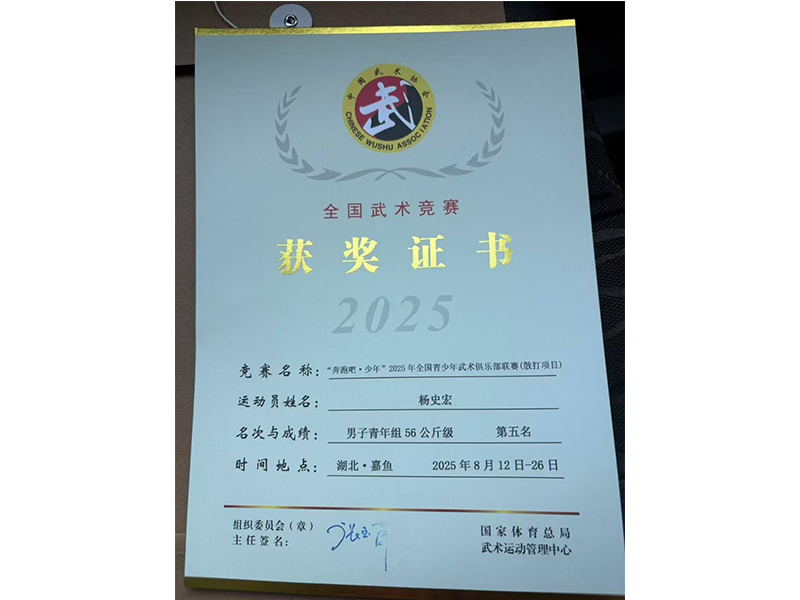 中国武术协会
武
CHINESE WUSHU ASSOCIATION
全国武术竞赛
获奖证书
2025
竞赛名称：“奔跑吧·少年”2025年全国青少年武术俱乐部联赛(散打项目)
运动员姓名： 杨史宏
名次与成绩： 男子青年组56公斤级 第五名
时间地点： 湖北·嘉鱼 2025年8月12日-26日
组织委员会（章）
主任签名：
国家体育总局
武术运动管理中心